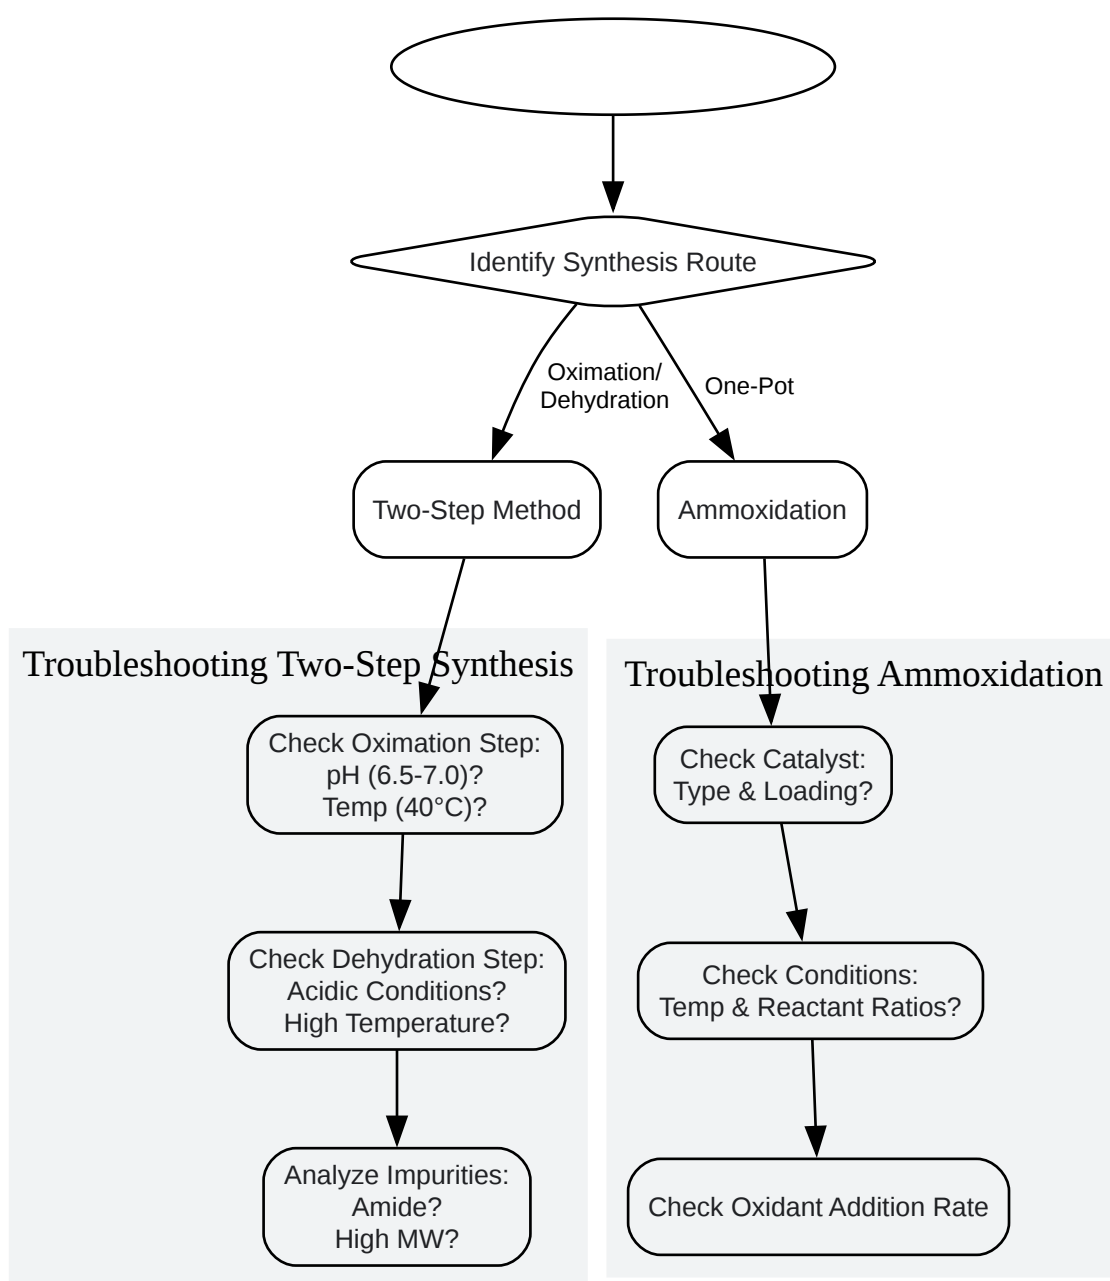 Identify Synthesis Route
Oximation/
Dehydration
One-Pot
Two-Step Method
Ammoxidation
Troubleshooting Two-Step Synthesis
Check Oximation Step:
pH (6.5-7.0)?
Temp (40°C)?
Check Dehydration Step:
Acidic Conditions?
High Temperature?
Analyze Impurities:
Amide?
High MW?
Troubleshooting Ammoxidation
Check Catalyst:
Type & Loading?
Check Conditions:
Temp & Reactant Ratios?
Check Oxidant Addition Rate